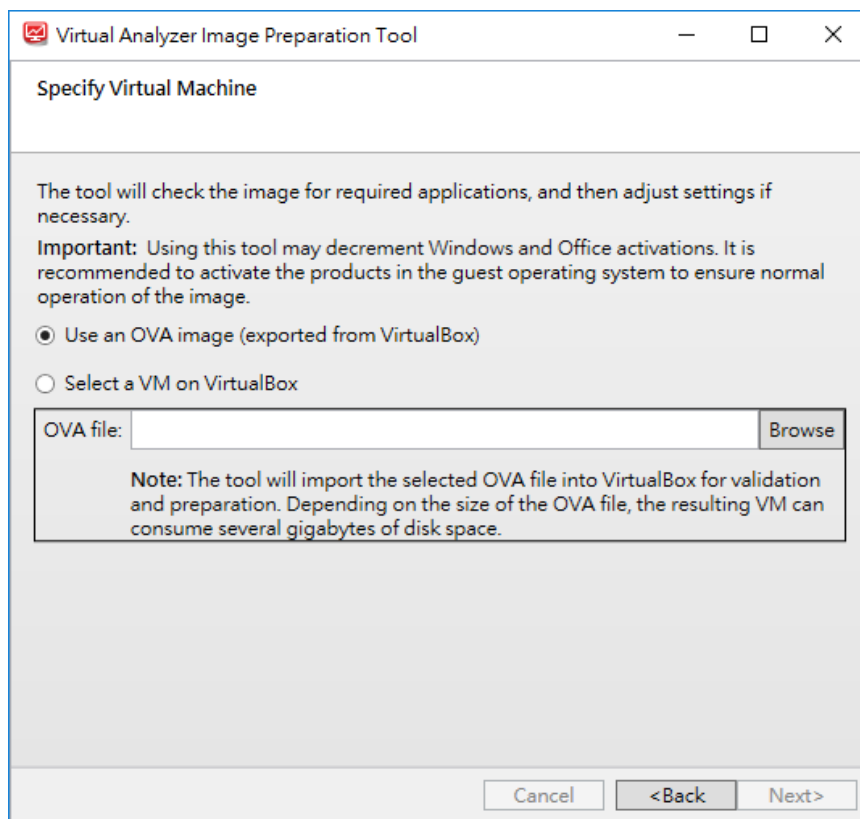 Virtual Analyzer Image Preparation Tool
Specify Virtual Machine
The tool will check the image for required applications, and then adjust settings if
necessary.
Important: Using this tool may decrement Windows and Office activations. It is
recommended to activate the products in the guest operating system to ensure normal
operation of the image.
Use an OVA image (exported from VirtualBox)
Select a VM on VirtualBox
OVA file: Browse
Note: The tool will import the selected OVA file into VirtualBox for validation
and preparation. Depending on the size of the OVA file, the resulting VM can
consume several gigabytes of disk space.
Cancel <Back Next>